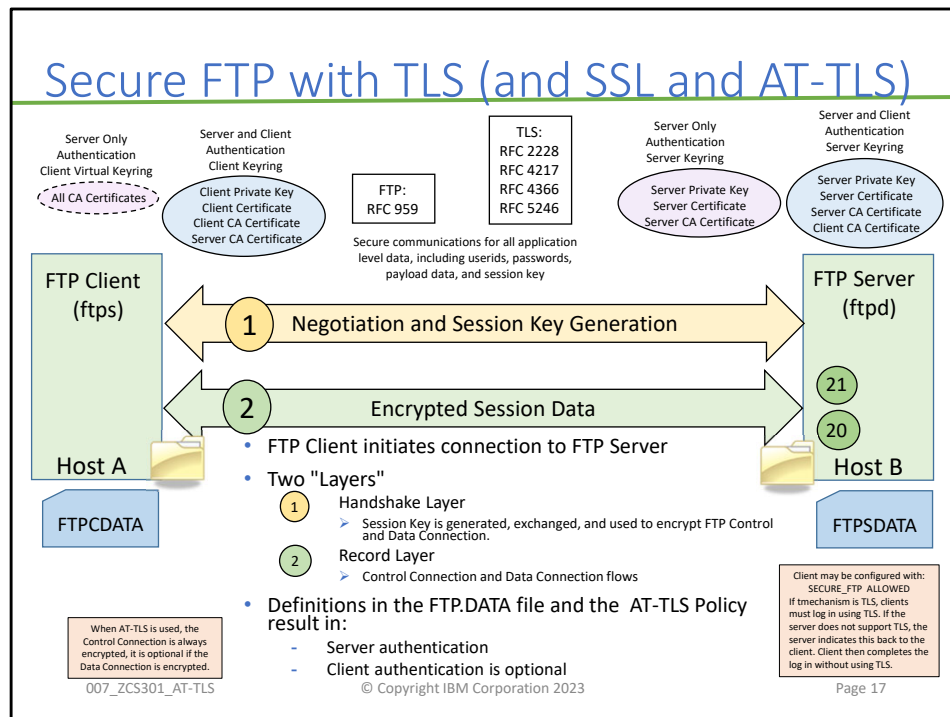 Secure FTP with TLS (and SSL and AT-TLS)
Server Only
Authentication
Client Virtual Keyring
All CA Certificates
Server and Client
Authentication
Client Keyring
Client Private Key
Client Certificate
Client CA Certificate
Server CA Certificate
FTP:
RFC 959
TLS:
RFC 2228
RFC 4217
RFC 4366
RFC 5246
Secure communications for all application
level data, including userids, passwords,
payload data, and session key
Server Only
Authentication
Server Keyring
Server Private Key
Server Certificate
Server CA Certificate
Server and Client
Authentication
Server Keyring
Server Private Key
Server Certificate
Server CA Certificate
Client CA Certificate
FTP Client
(ftps)
Host A
FTPCDATA
1 Negotiation and Session Key Generation
2 Encrypted Session Data
FTP Server
(ftpd)
21
20
Host B
FTPSDATA
• FTP Client initiates connection to FTP Server
• Two "Layers"
1 Handshake Layer
➢ Session Key is generated, exchanged, and used to encrypt FTP Control
and Data Connection.
2 Record Layer
➢ Control Connection and Data Connection flows
• Definitions in the FTP.DATA file and the AT-TLS Policy
result in:
- Server authentication
- Client authentication is optional
When AT-TLS is used, the
Control Connection is always
encrypted, it is optional if the
Data Connection is encrypted.
Client may be configured with:
SECURE_FTP ALLOWED
If tmechanism is TLS, clients
must log in using TLS. If the
server does not support TLS, the
server indicates this back to the
client. Client then completes the
log in without using TLS.
007_ZCS301_AT-TLS
© Copyright IBM Corporation 2023
Page 17